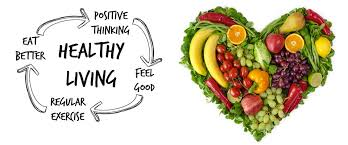 POSITIVE
THINKING
EAT
BETTER
HEALTHY
LIVING
FEEL
GOOD
REGULAR
EXERCISE